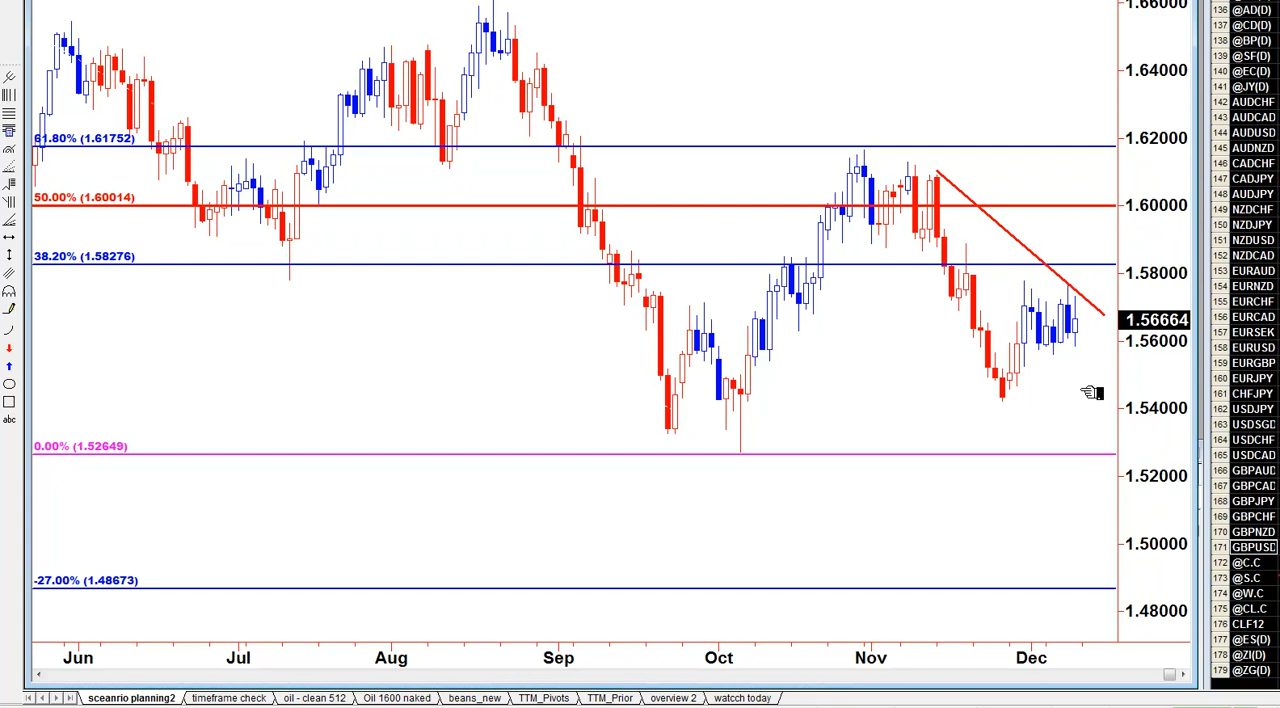 1.66000
1.64000
1.62000
1.60000
1.58000
1.56664
1.56000
1.54000
1.52000
1.50000
1.48000
61.80% (1.61752)
50.00% (1.60014)
38.20% (1.58276)
0.00% (1.52649)
-27.00% (1.48673)
Jun Jul Aug Sep Oct Nov Dec
abc
136 @AD(D)
137 @CD(D)
138 @BP(D)
139 @SF(D)
140 @EC(D)
141 @JY(D)
142 AUDCHF
143 AUDCAD
144 AUDUSD
145 AUDNZD
146 CADCHF
147 CADJPY
148 AUDJPY
149 NZDCHF
150 NZDJPY
151 NZDUSD
152 NZDCAD
153 EURAUD
154 EURNZD
155 EURCHF
156 EURCAD
157 EURSEK
158 EURUSD
159 EURGBP
160 EURJPY
161 CHFJPY
162 USDJPY
163 USDSGD
164 USDCHF
165 USDCAD
166 GBPAUD
167 GBPCAD
168 GBPJPY
169 GBPCHF
170 GBPNZD
171 GBPUSD
172 @C.C
173 @S.C
174 @W.C
175 @CL.C
176 CLF12
177 @ES(D)
178 @ZI(D)
179 @ZG(D)
sceanrio planning2 timeframe check oil - clean 512 Oil 1600 naked beans_new TTM_Pivots TTM_Prior overview 2 watcch today